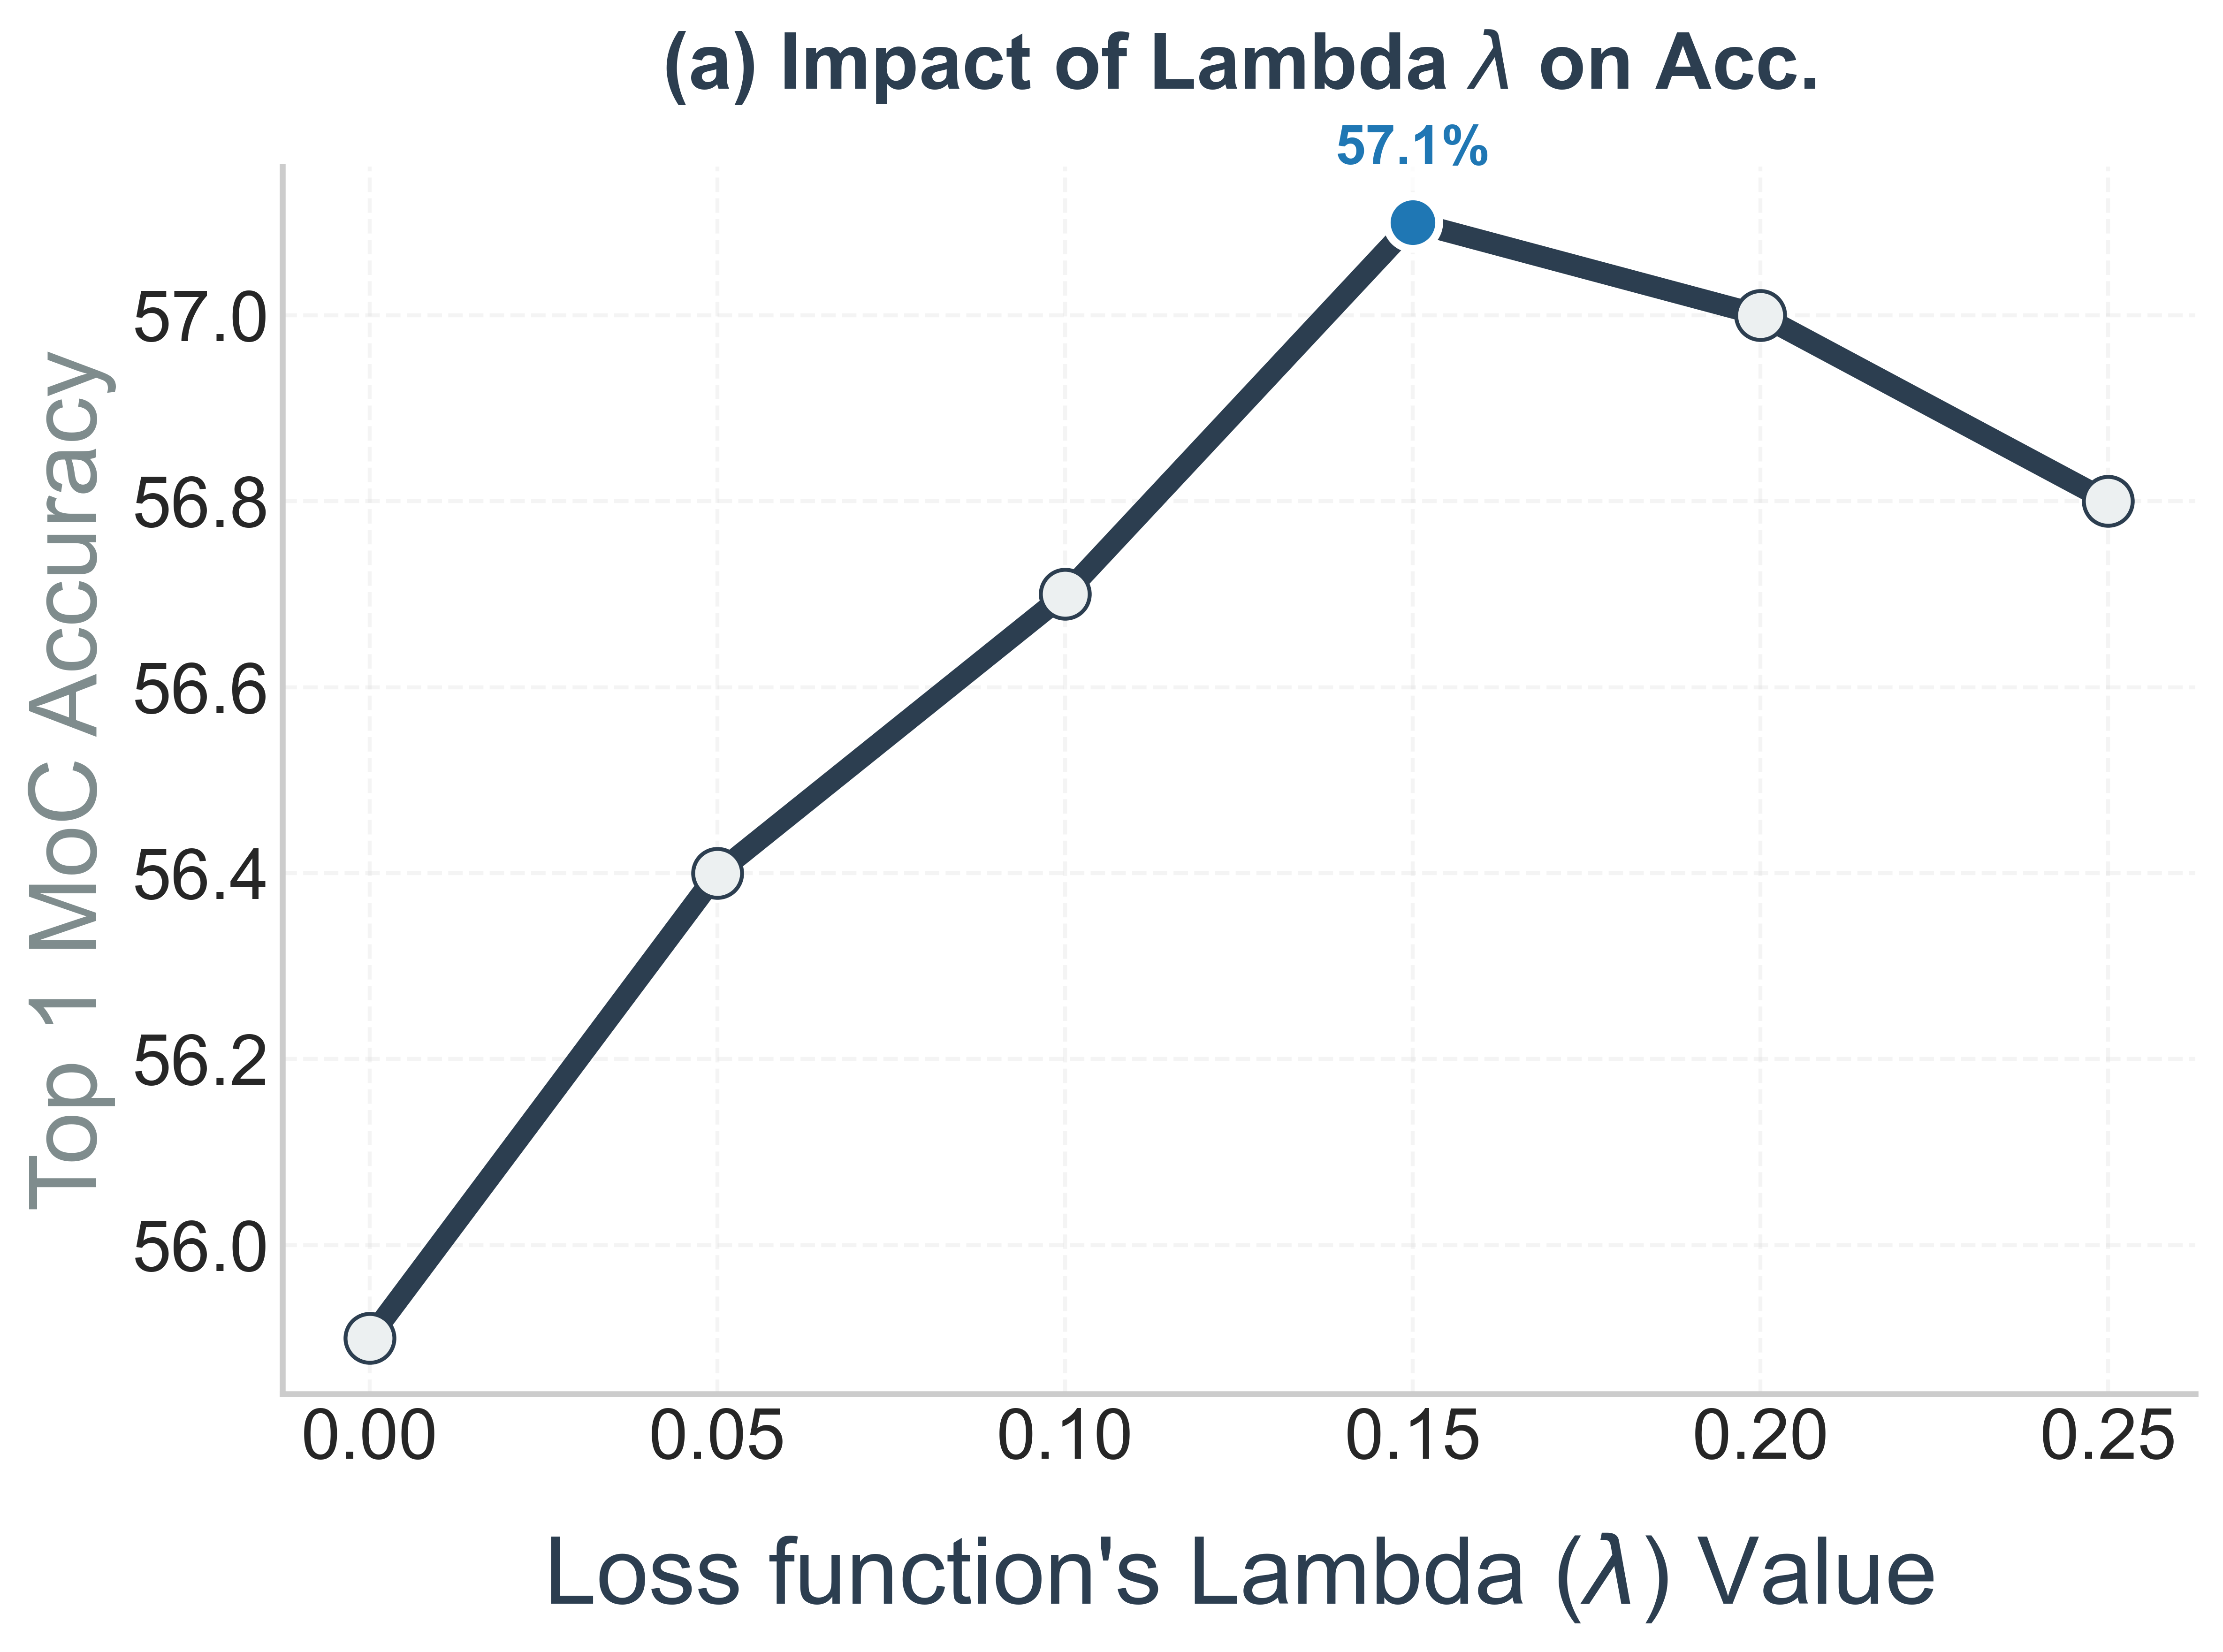 (a) Impact of Lambda λ on Acc.
57.1%
57.0
56.8
56.6
56.4
56.2
56.0
Top 1 MoC Accuracy
0.00 0.05 0.10 0.15 0.20 0.25
Loss function's Lambda (λ) Value